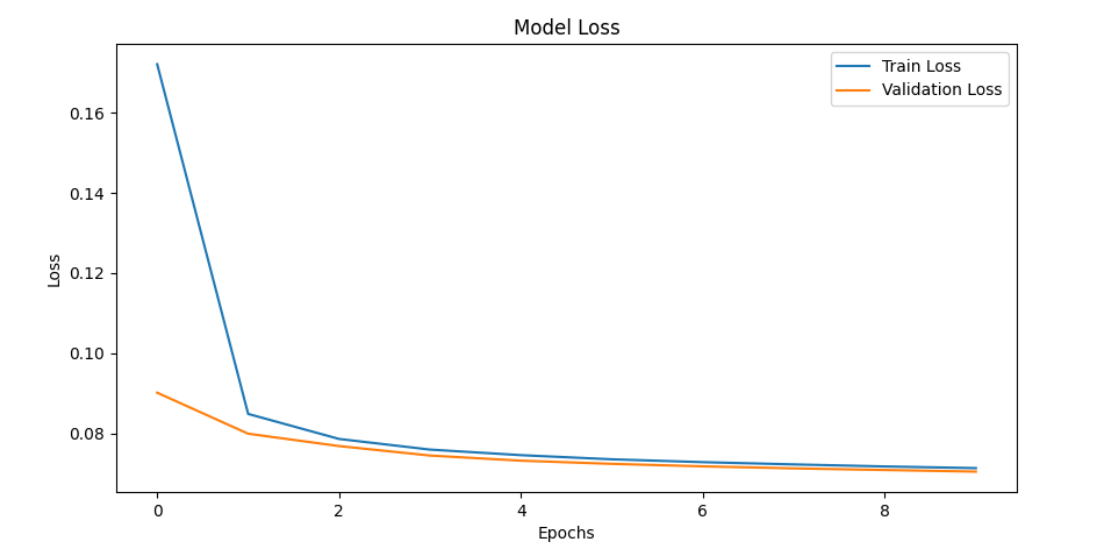 Model Loss
Train Loss
Validation Loss
0.16
0.14
0.12
0.10
0.08
Loss
0 2 4 6 8
Epochs